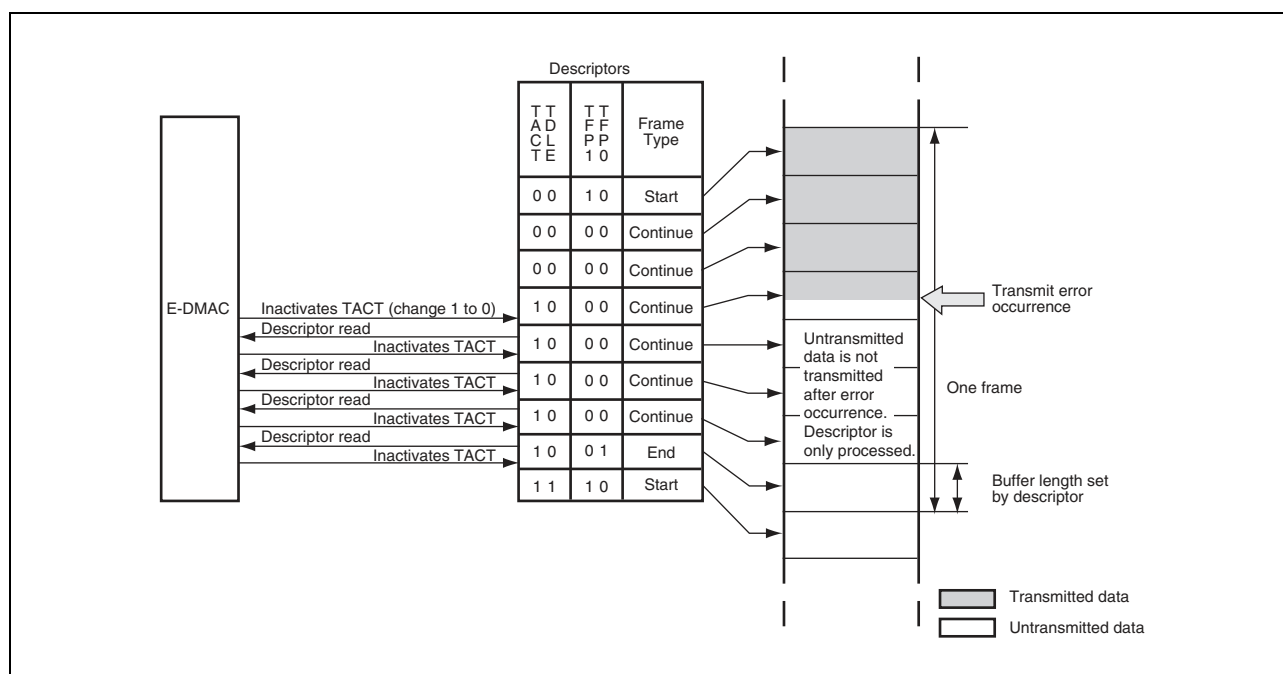 Descriptors
TACT TDLE TFP1 TFP0 Frame
Type
0 0 1 0 Start
0 0 0 0 Continue
0 0 0 0 Continue
1 0 0 0 Continue
1 0 0 0 Continue
1 0 0 0 Continue
1 0 0 0 Continue
1 0 0 1 End
1 1 1 0 Start
E-DMAC
Inactivates TACT (change 1 to 0)
Descriptor read
Inactivates TACT
Descriptor read
Inactivates TACT
Descriptor read
Inactivates TACT
Descriptor read
Inactivates TACT
Untransmitted
data is not
transmitted
after error
occurrence.
Descriptor is
only processed.
Transmit error
occurrence
One frame
Buffer length set
by descriptor
Transmitted data
Untransmitted data